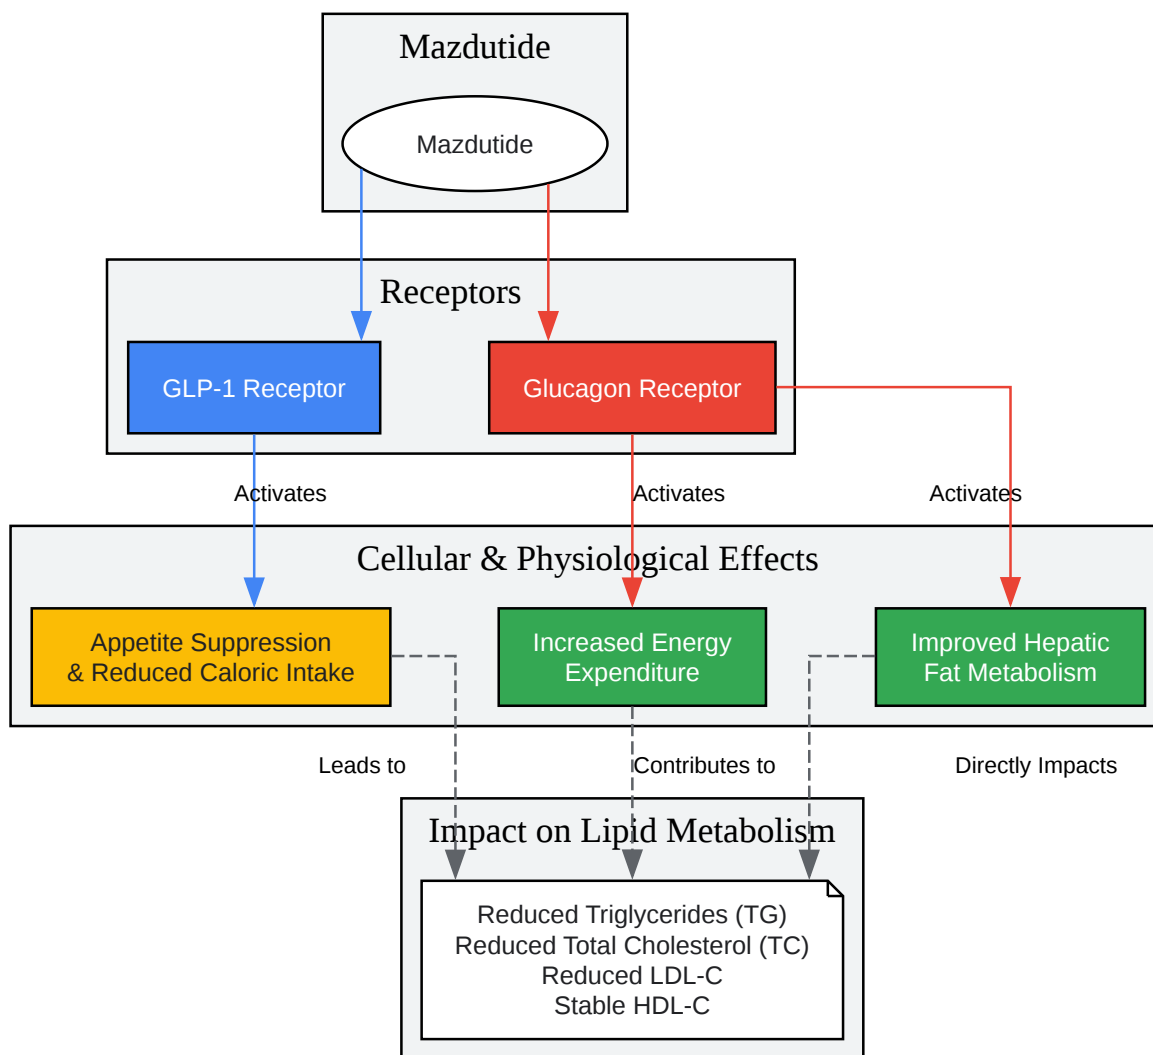 Mazdutide
Mazdutide
Receptors
GLP-1 Receptor
Glucagon Receptor
Activates
Activates
Activates
Cellular & Physiological Effects
Appetite Suppression
& Reduced Caloric Intake
Increased Energy
Expenditure
Improved Hepatic
Fat Metabolism
Leads to
Contributes to
Directly Impacts
Impact on Lipid Metabolism
Reduced Triglycerides (TG)
Reduced Total Cholesterol (TC)
Reduced LDL-C
Stable HDL-C